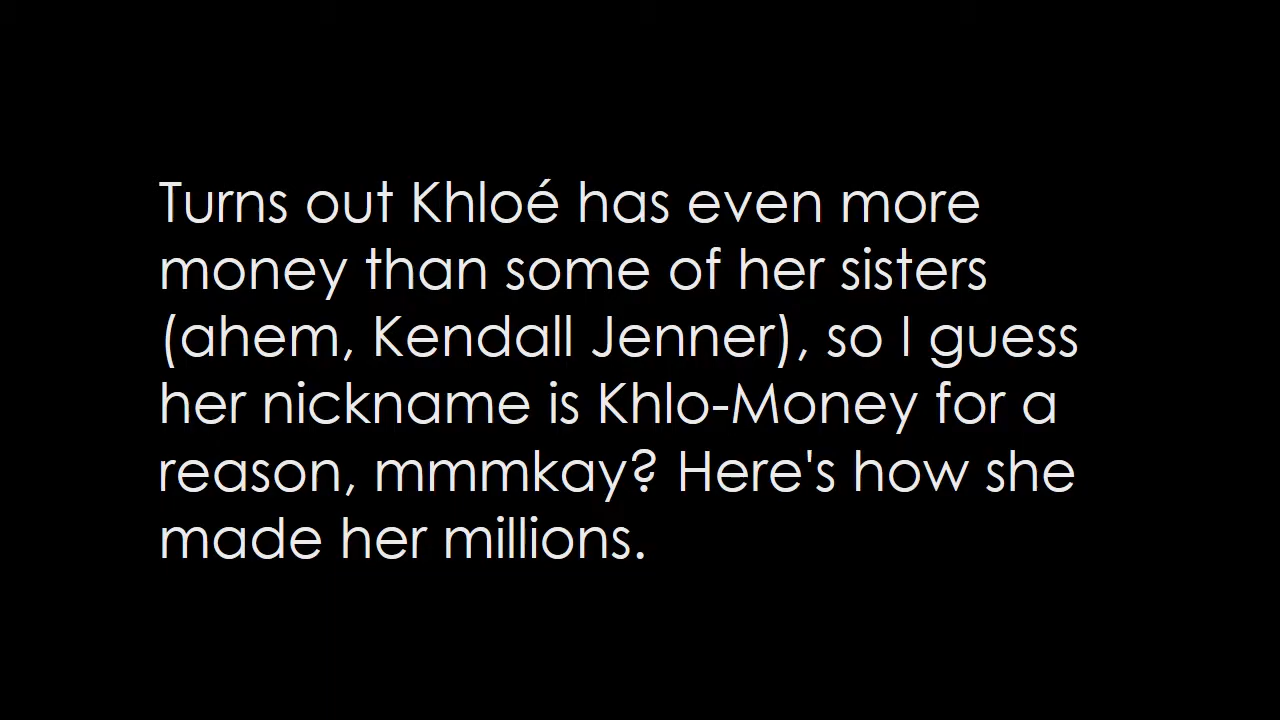 Turns out Khloé has even more
money than some of her sisters
(ahem, Kendall Jenner), so I guess
her nickname is Khlo-Money for a
reason, mmmkay? Here's how she
made her millions.